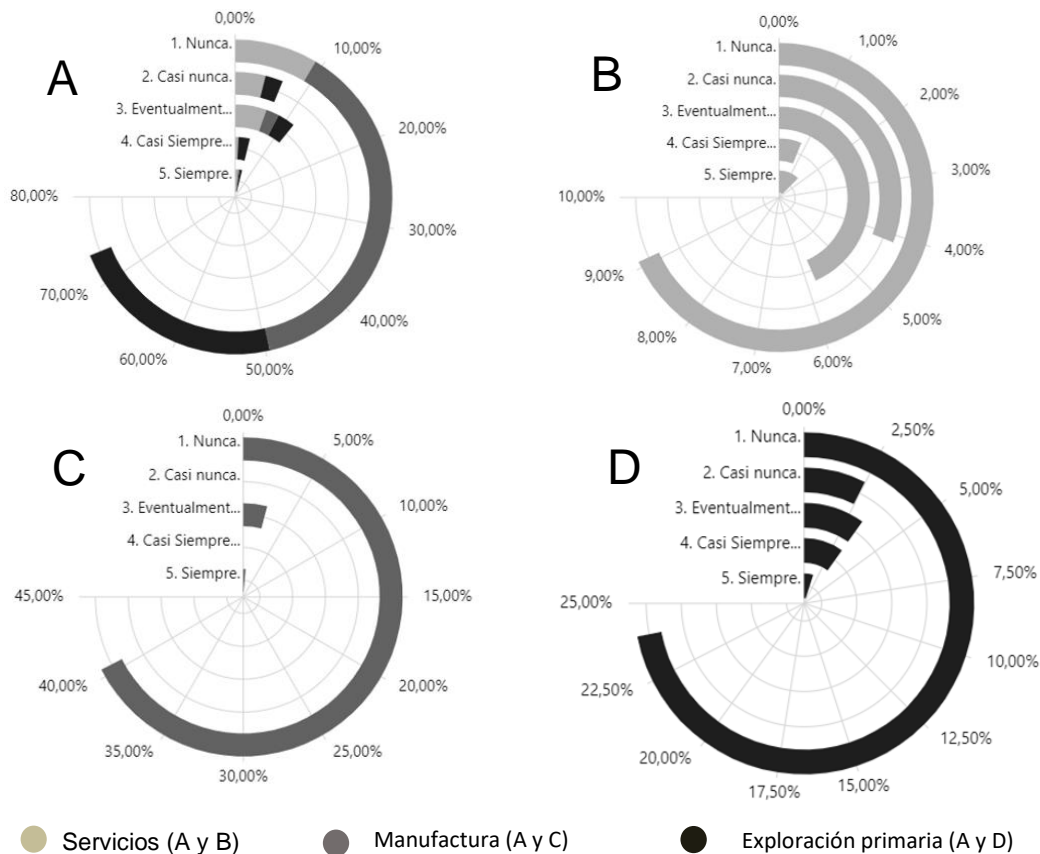 A
0,00%
1. Nunca.
2. Casi nunca.
3. Eventualment...
4. Casi Siempre...
5. Siempre.
10,00%
20,00%
30,00%
40,00%
50,00%
60,00%
70,00%
80,00%
B
0,00%
1. Nunca.
2. Casi nunca.
3. Eventualment...
4. Casi Siempre...
5. Siempre.
1,00%
2,00%
3,00%
4,00%
5,00%
6,00%
7,00%
8,00%
9,00%
10,00%
C
0,00%
1. Nunca.
2. Casi nunca.
3. Eventualment...
4. Casi Siempre...
5. Siempre.
5,00%
10,00%
15,00%
20,00%
25,00%
30,00%
35,00%
40,00%
45,00%
D
0,00%
1. Nunca.
2. Casi nunca.
3. Eventualment...
4. Casi Siempre...
5. Siempre.
2,50%
5,00%
7,50%
10,00%
12,50%
15,00%
17,50%
20,00%
22,50%
25,00%
Servicios (A y B)
Manufactura (A y C)
Exploración primaria (A y D)